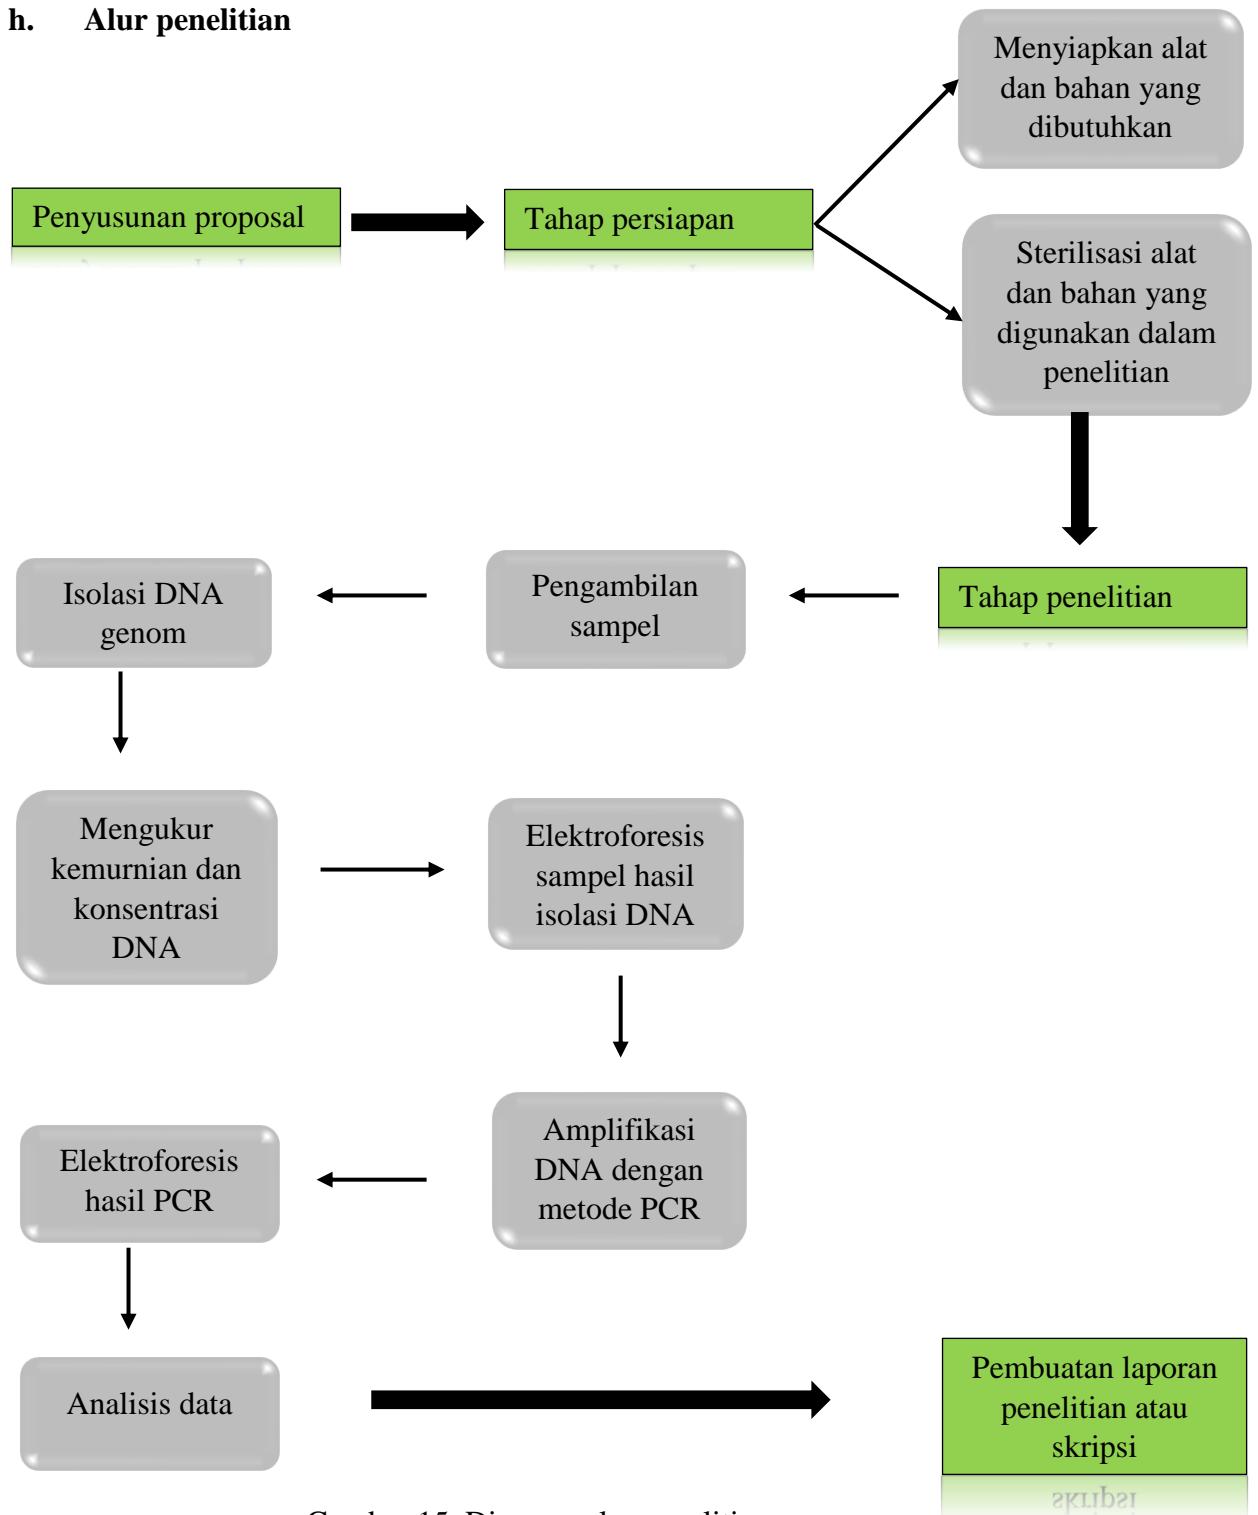 h. Alur penelitian
Menyiapkan alat
dan bahan yang
dibutuhkan
Penyusunan proposal
Tahap persiapan
Sterilisasi alat
dan bahan yang
digunakan dalam
penelitian
Tahap penelitian
Pengambilan
sampel
Isolasi DNA
genom
Mengukur
kemurnian dan
konsentrasi
DNA
Elektroforesis
sampel hasil
isolasi DNA
Amplifikasi
DNA dengan
metode PCR
Elektroforesis
hasil PCR
Analisis data
Pembuatan laporan
penelitian atau
skripsi